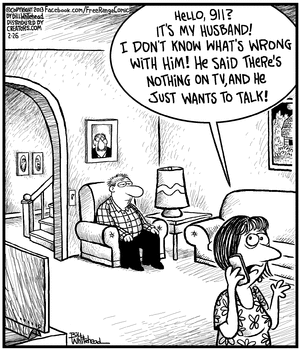 ©COPYRIGHT 2013 Facebook.com/FreeRangeComic
BY Bill Whitehead
DISTRIBUTED BY
CREATORS.COM
2-26
HELLO, 911?
IT'S MY HUSBAND!
I DON'T KNOW WHAT'S WRONG
WITH HIM! HE SAID THERE'S
NOTHING ON TV, AND HE
JUST WANTS TO TALK!
Bill
Whitehead